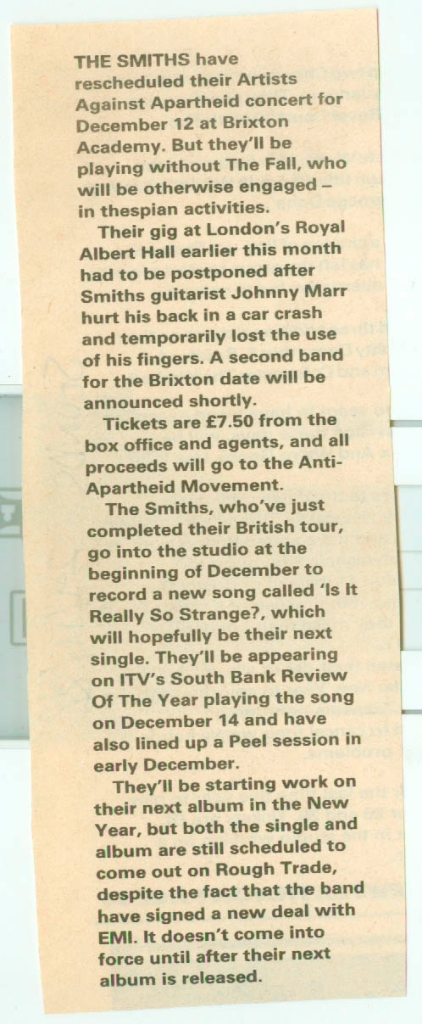 THE SMITHS have
rescheduled their Artists
Against Apartheid concert for
December 12 at Brixton
Academy. But they'll be
playing without The Fall, who
will be otherwise engaged –
in thespian activities.
Their gig at London's Royal
Albert Hall earlier this month
had to be postponed after
Smiths guitarist Johnny Marr
hurt his back in a car crash
and temporarily lost the use
of his fingers. A second band
for the Brixton date will be
announced shortly.
Tickets are £7.50 from the
box office and agents, and all
proceeds will go to the Anti-
Apartheid Movement.
The Smiths, who've just
completed their British tour,
go into the studio at the
beginning of December to
record a new song called 'Is It
Really So Strange?, which
will hopefully be their next
single. They'll be appearing
on ITV's South Bank Review
Of The Year playing the song
on December 14 and have
also lined up a Peel session in
early December.
They'll be starting work on
their next album in the New
Year, but both the single and
album are still scheduled to
come out on Rough Trade,
despite the fact that the band
have signed a new deal with
EMI. It doesn't come into
force until after their next
album is released.